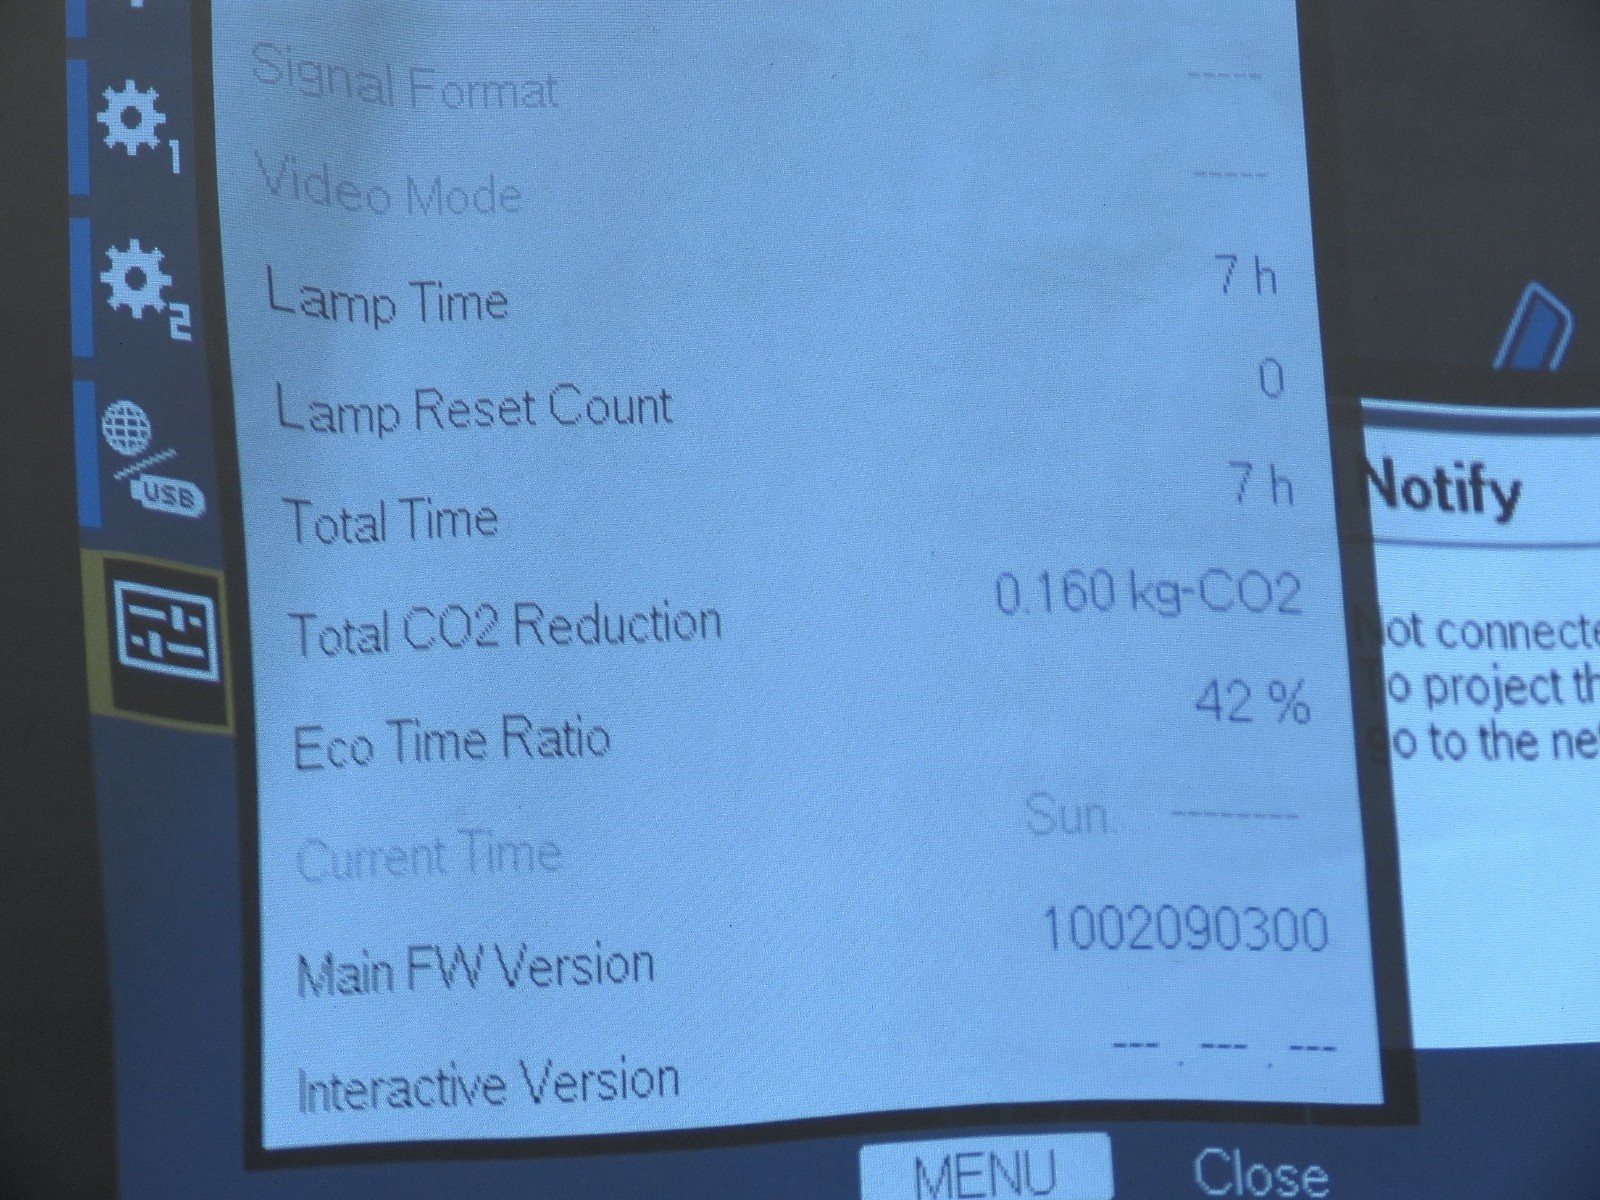 Signal Format -----
1
Video Mode -----
2
Lamp Time 7 h
Lamp Reset Count 0
USB
Total Time 7 h
Total CO2 Reduction 0.160 kg-CO2
Eco Time Ratio 42 %
Current Time Sun. --------
Main FW Version 1002090300
Interactive Version ---.---.---
MENU Close
Notify
ot connecte
o project th
o to the ne